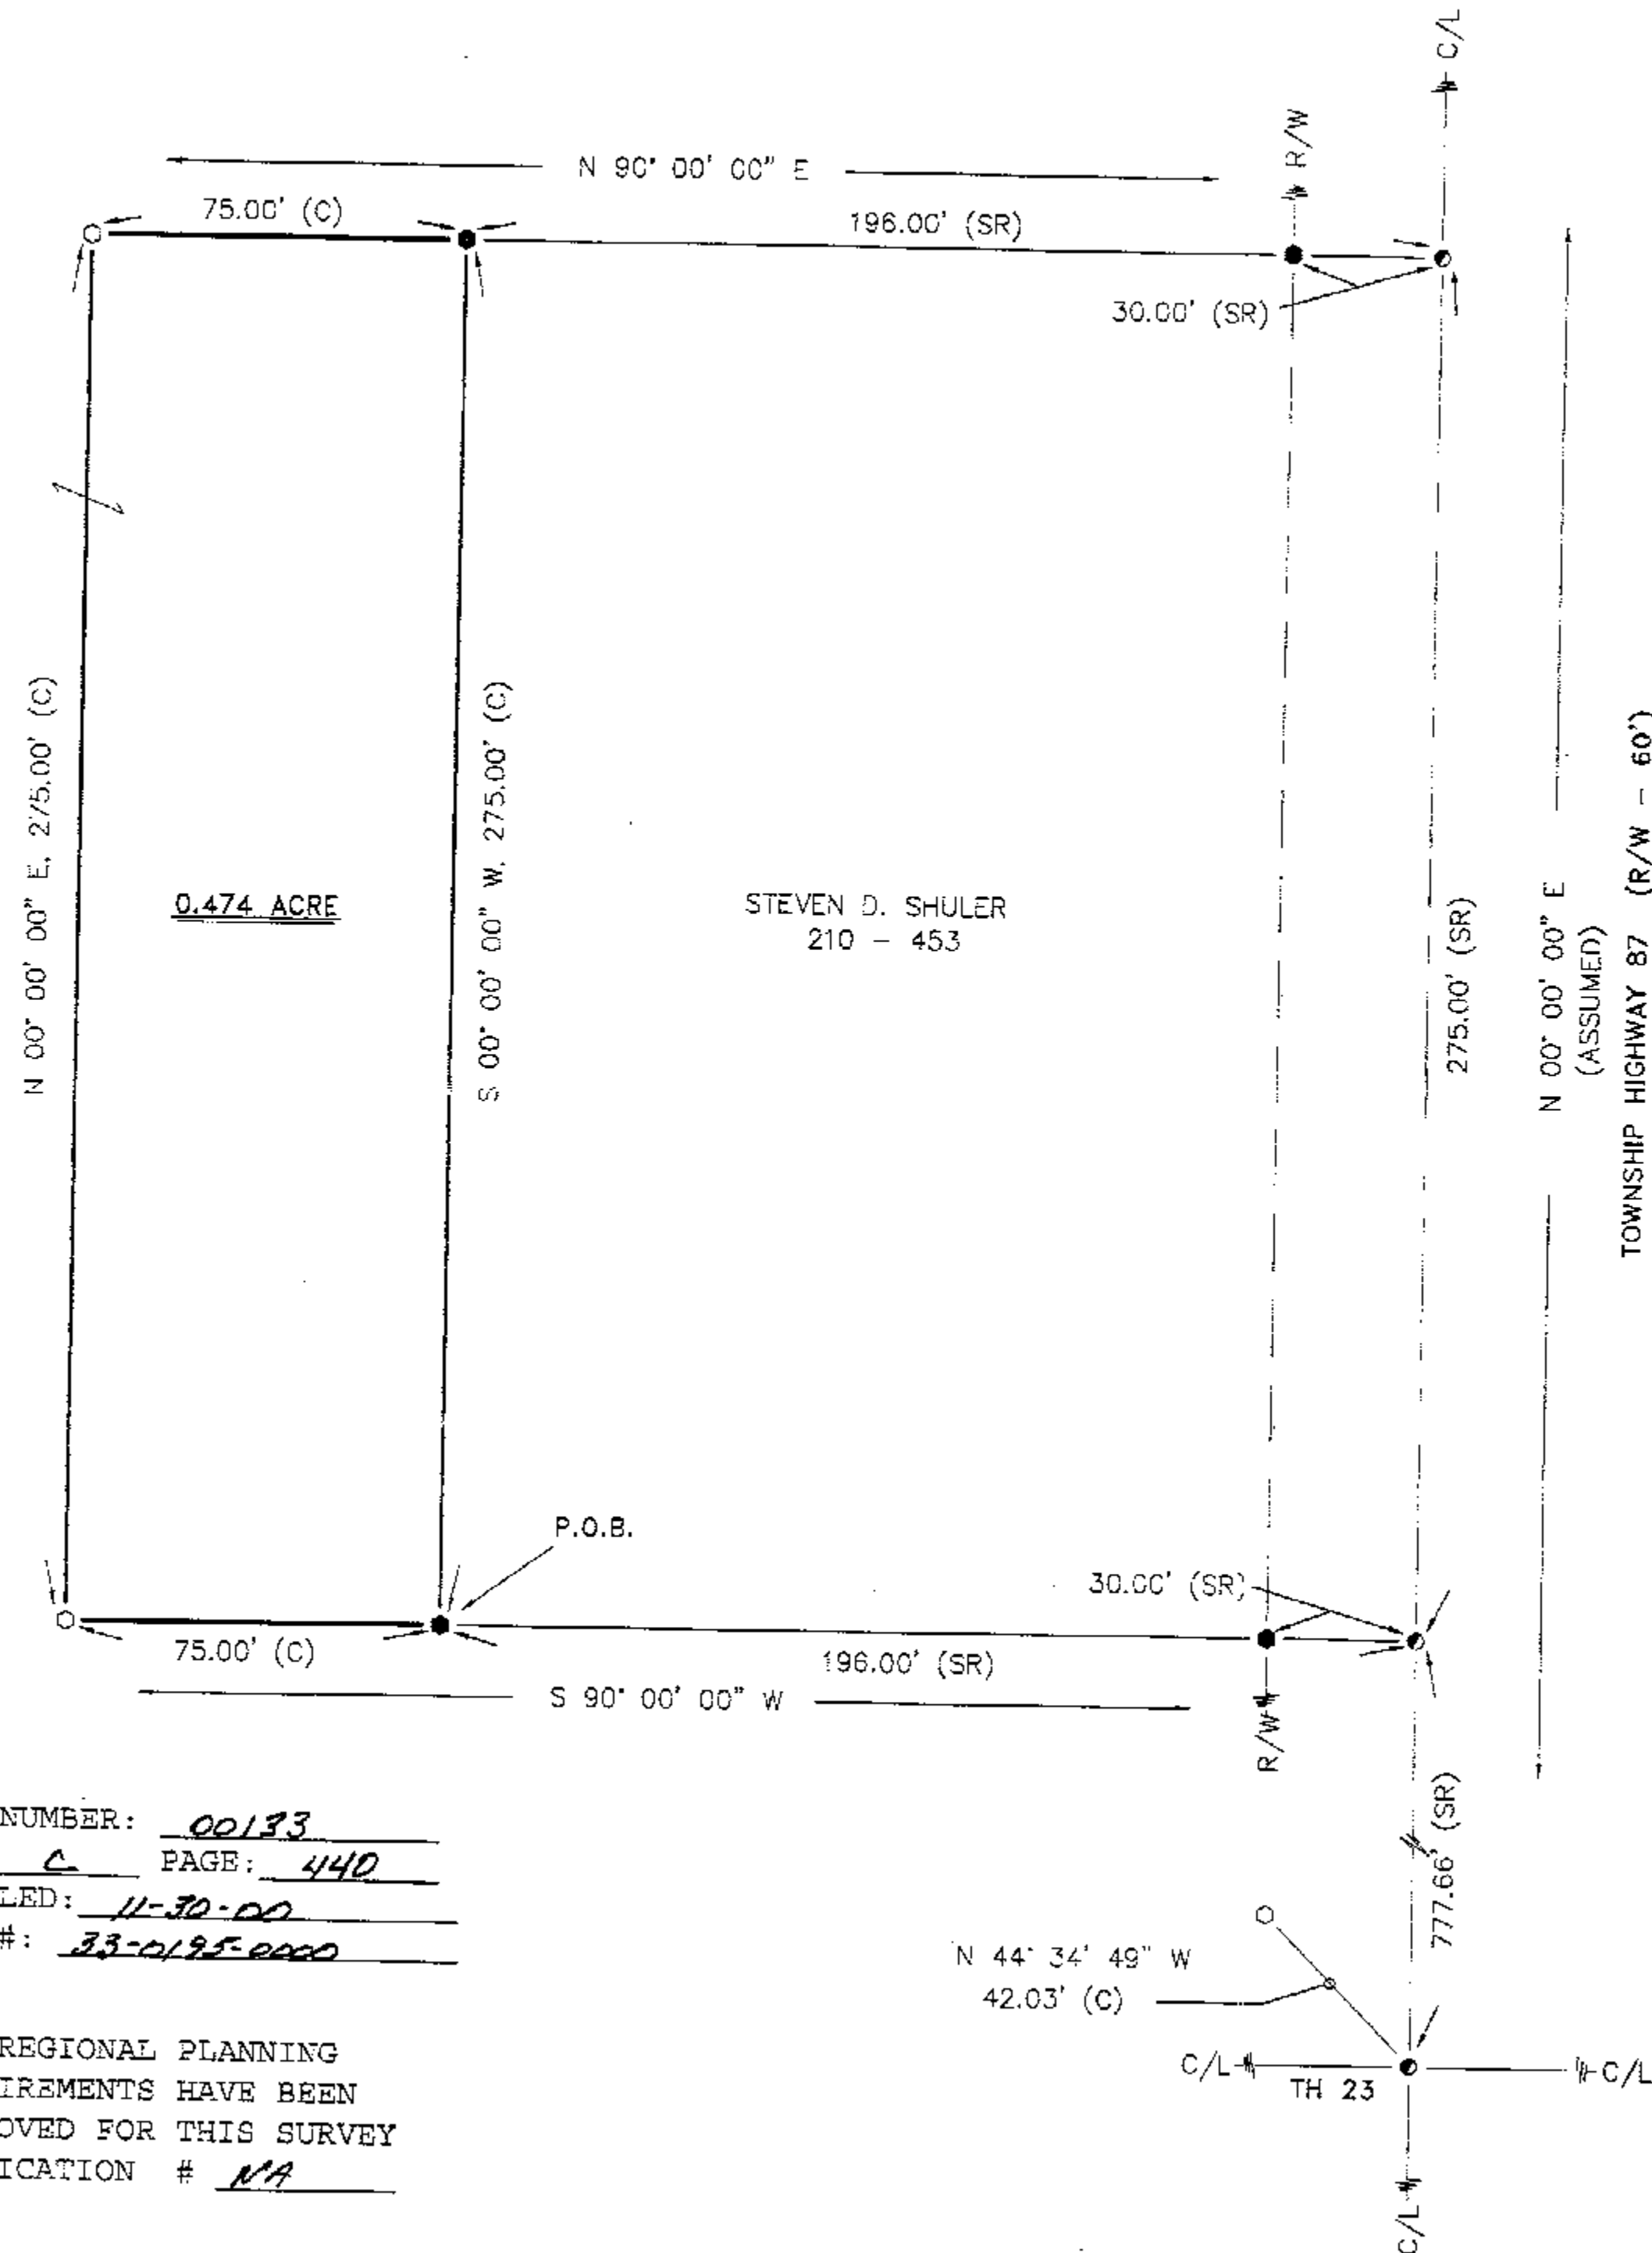 C/L
R/W
N 90° 00' 00" E
75.00' (C)
196.00' (SR)
30.00' (SR)
N 00° 00' 00" E, 275.00' (C)
S 00° 00' 00" W, 275.00' (C)
0.474 ACRE
STEVEN D. SHULER
210 - 453
275.00' (SR)
N 00° 00' 00" E
(ASSUMED)
TOWNSHIP HIGHWAY 87 (R/W - 60')
P.O.B.
30.00' (SR)
75.00' (C)
196.00' (SR)
S 90° 00' 00" W
R/W
777.66' (SR)
NUMBER: 00133
C PAGE: 440
LED: 11-30-00
#: 33-0195-0000
N 44° 34' 49" W
42.03' (C)
C/L
TH 23
C/L
C/L
REGIONAL PLANNING
IREMENTS HAVE BEEN
OVED FOR THIS SURVEY
ICATION # NA